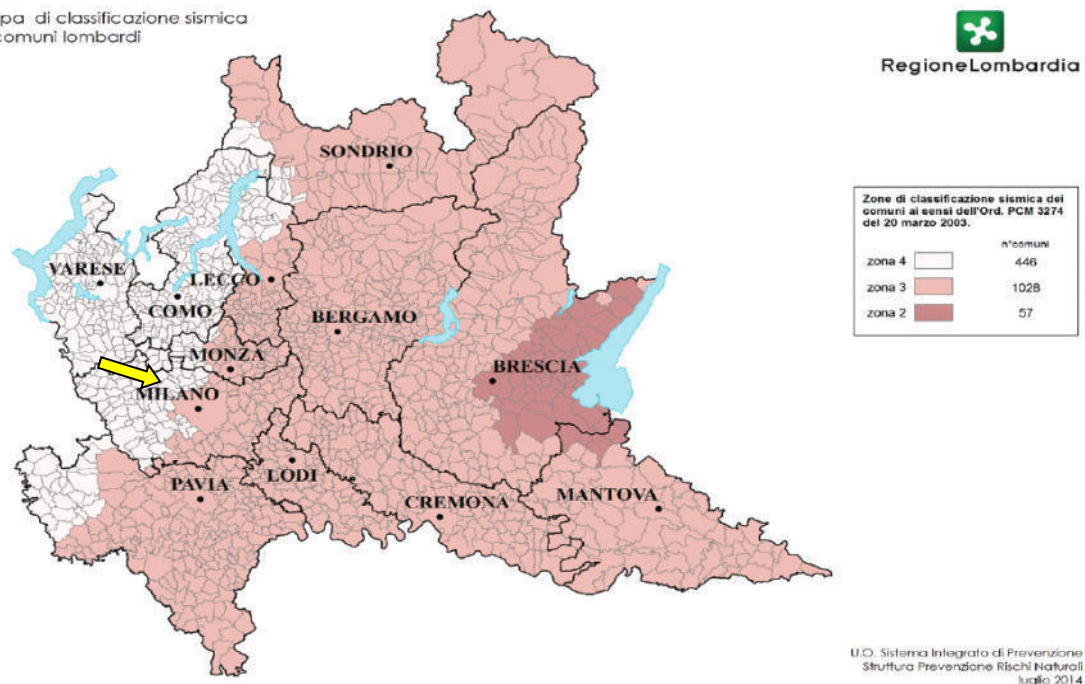 pa di classificazione sismica
comuni lombardi
RegioneLombardia
SONDRIO
VARESE
LECCO
COMO
BERGAMO
MONZA
BRESCIA
MILANO
LODI
PAVIA
CREMONA
MANTOVA
Zone di classificazione sismica dei
comuni ai sensi dell'Ord. PCM 3274
del 20 marzo 2003.
n°comuni
zona 4 446
zona 3 1028
zona 2 57
U.O. Sistema Integrato di Prevenzione
Struttura Prevenzione Rischi Naturali
luglio 2014